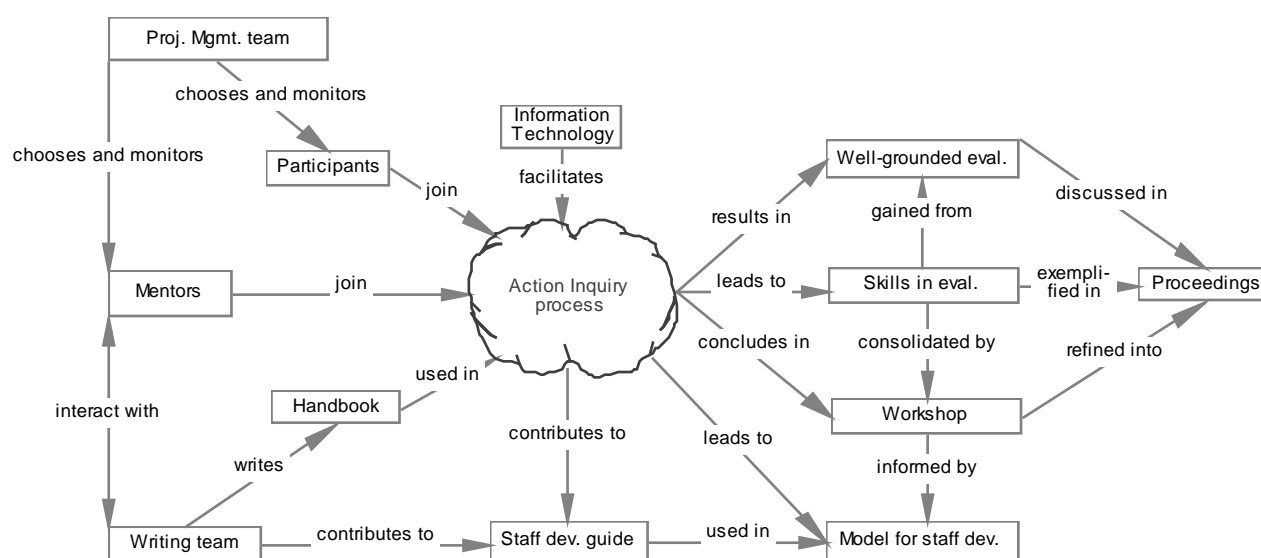 Proj. Mgmt. team
chooses and monitors
Information
Technology
chooses and monitors
Participants
Well-grounded eval.
facilitates
join
discussed in
results in
gained from
Action Inquiry
process
Mentors
join
leads to
Skills in eval.
exempli-
fied in
Proceedings
concludes in
consolidated by
refined into
used in
Handbook
interact with
Workshop
contributes to
leads to
writes
informed by
Writing team
contributes to
Staff dev. guide
used in
Model for staff dev.